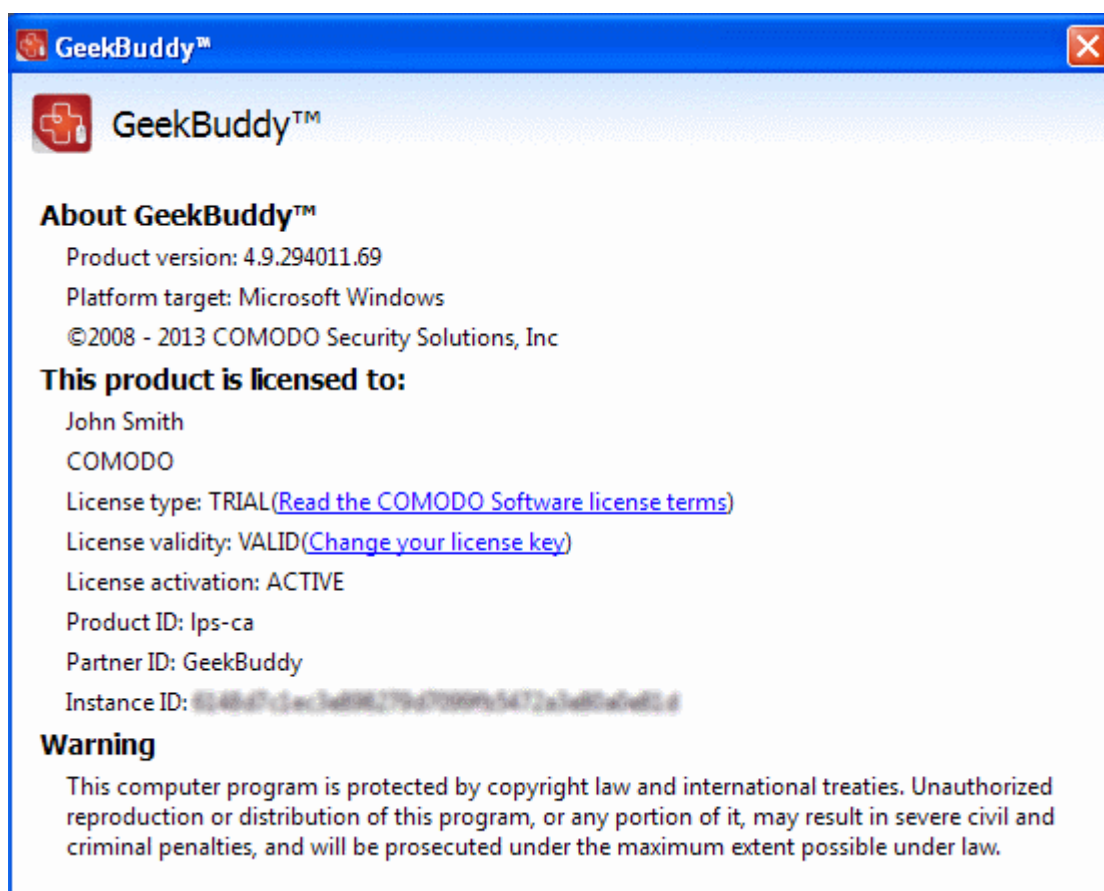 GeekBuddy™
GeekBuddy™
About GeekBuddy™
Product version: 4.9.294011.69
Platform target: Microsoft Windows
©2008 - 2013 COMODO Security Solutions, Inc
This product is licensed to:
John Smith
COMODO
License type: TRIAL(Read the COMODO Software license terms)
License validity: VALID(Change your license key)
License activation: ACTIVE
Product ID: lps-ca
Partner ID: GeekBuddy
Instance ID:
Warning
This computer program is protected by copyright law and international treaties. Unauthorized
reproduction or distribution of this program, or any portion of it, may result in severe civil and
criminal penalties, and will be prosecuted under the maximum extent possible under law.